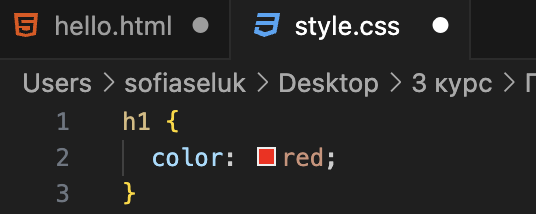 hello.html style.css
Users > sofiaseluk > Desktop > 3 курс >
1 h1 {
2 color: red;
3 }